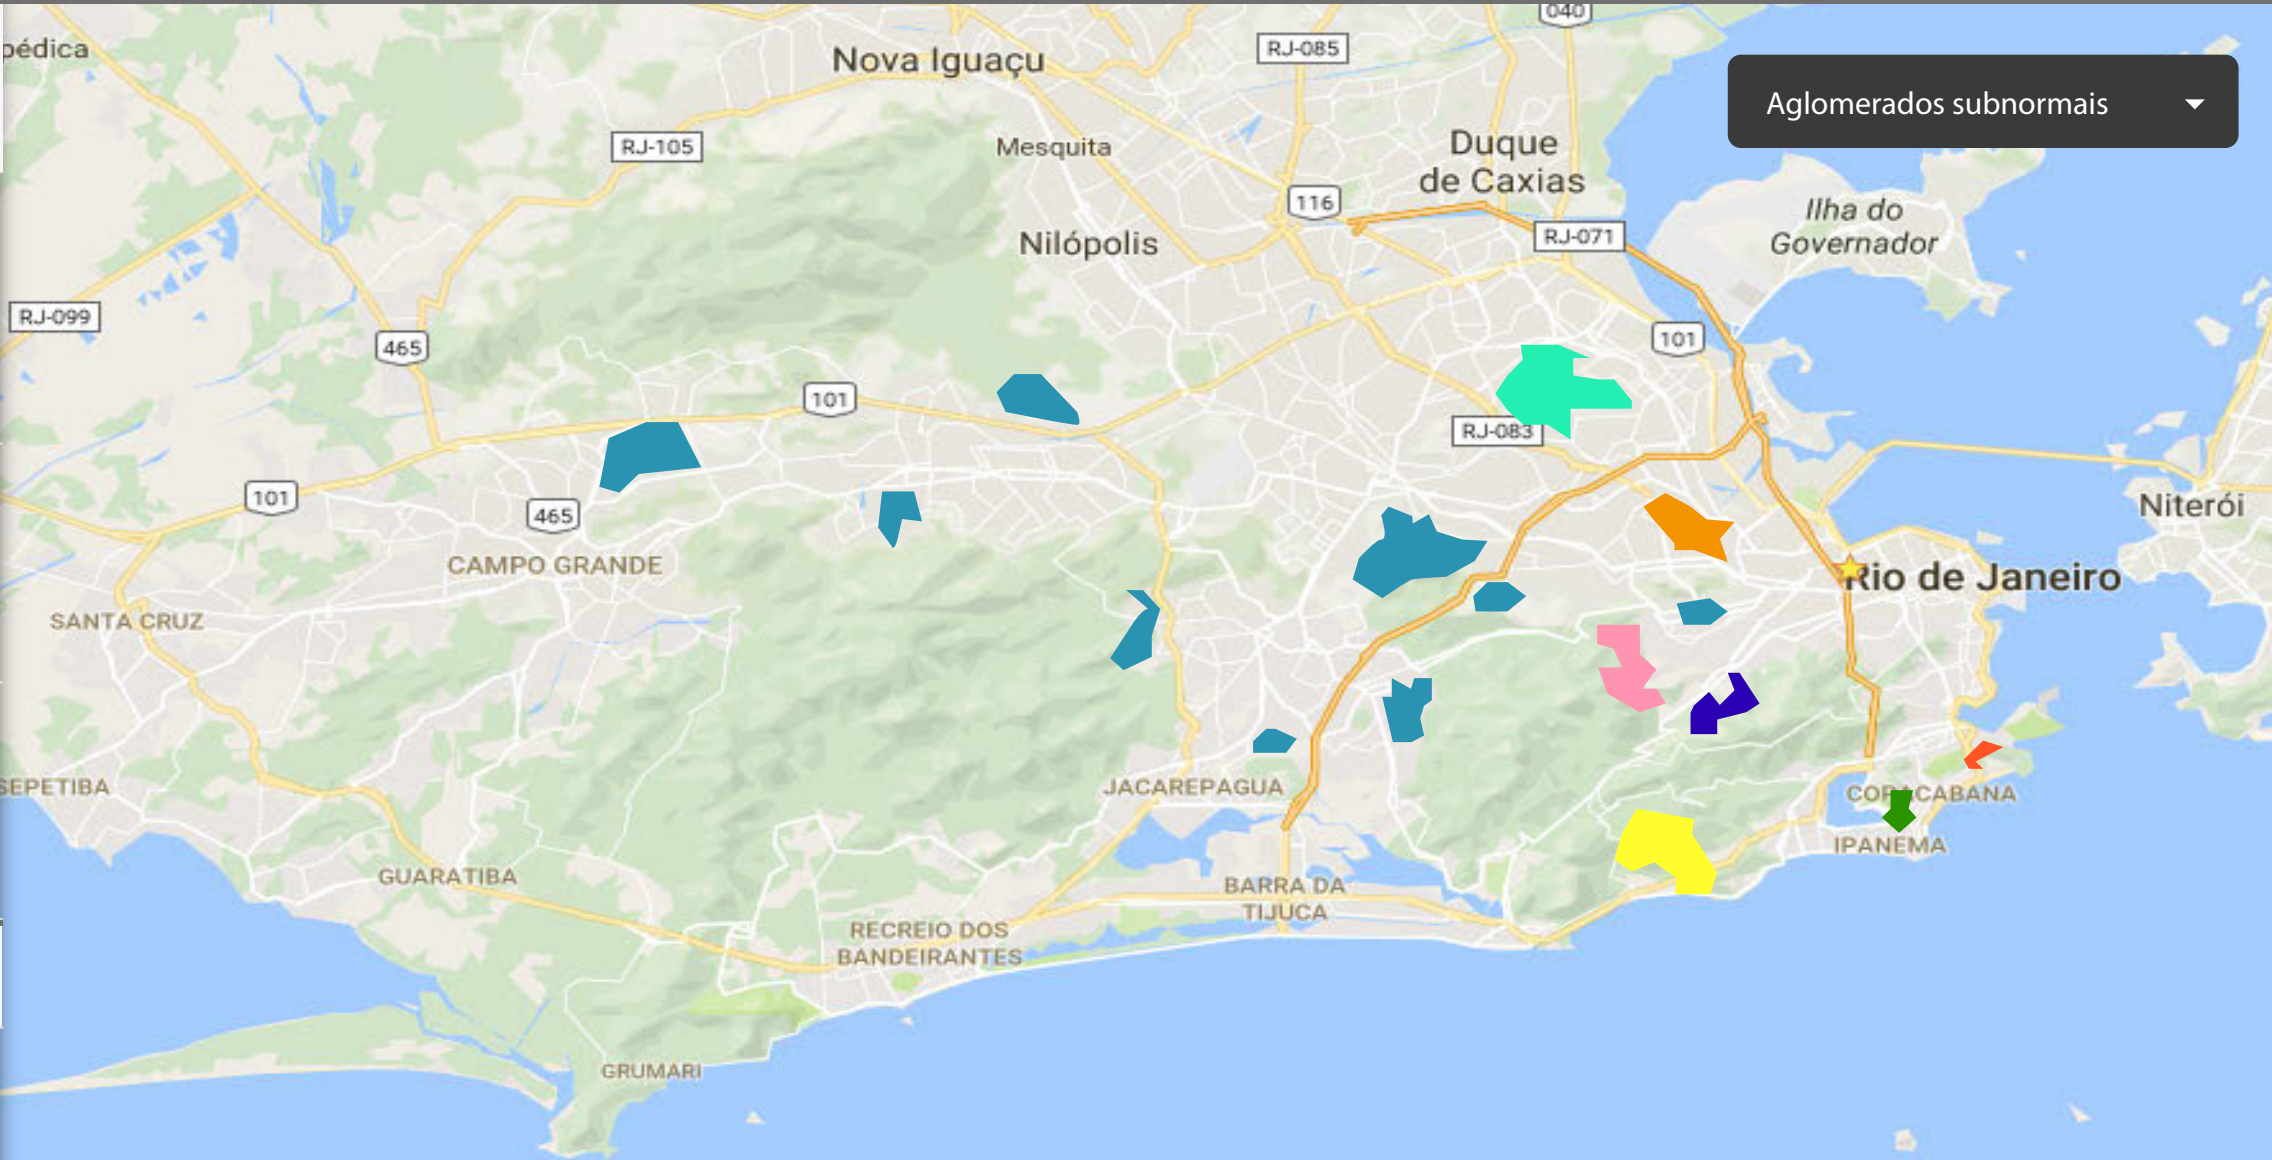 040
pédica
Nova Iguaçu
RJ-085
Aglomerados subnormais
RJ-105
Mesquita
Duque
de Caxias
116
Ilha do
Governador
RJ-071
Nilópolis
RJ-099
465
101
101
RJ-083
101
465
Niterói
CAMPO GRANDE
Rio de Janeiro
SANTA CRUZ
SEPETIBA
JACAREPAGUA
COPACABANA
IPANEMA
GUARATIBA
BARRA DA
TIJUCA
RECREIO DOS
BANDEIRANTES
GRUMARI